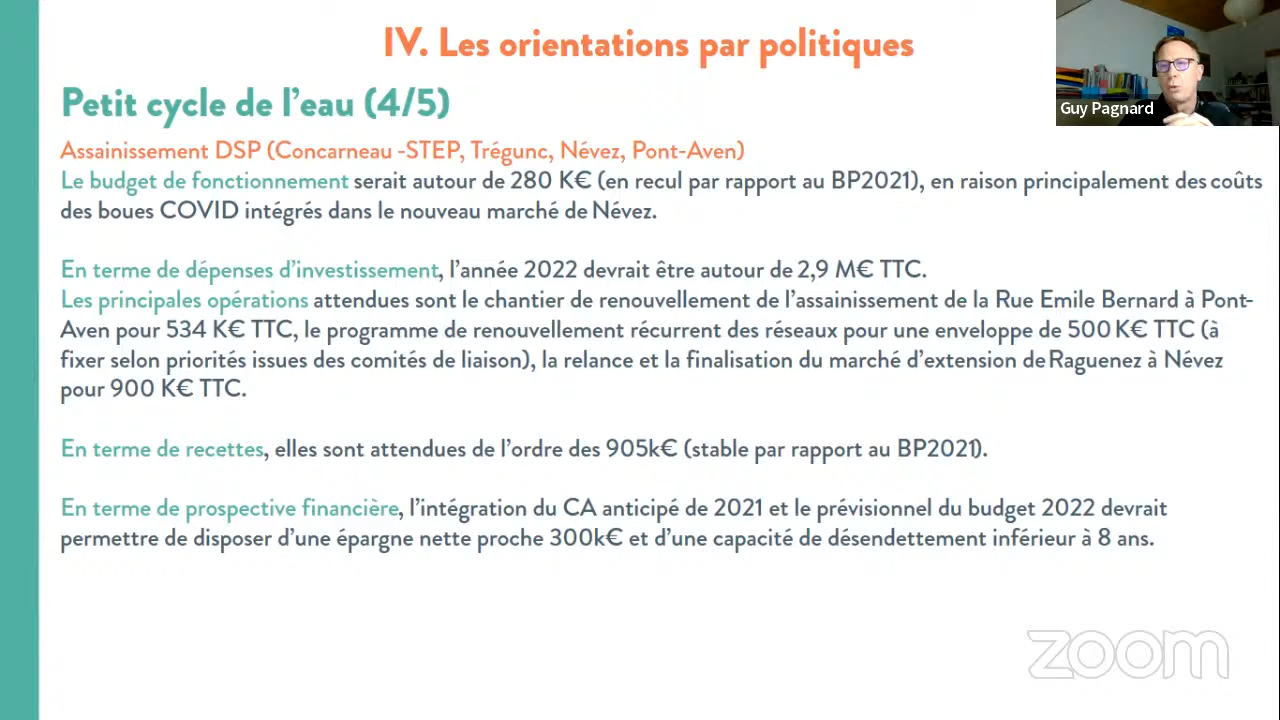 IV. Les orientations par politiques
Petit cycle de l'eau (4/5)
Guy Pagnard
Assainissement DSP (Concarneau -STEP, Trégunc, Névez, Pont-Aven)
Le budget de fonctionnement serait autour de 280 K€ (en recul par rapport au BP2021), en raison principalement des coûts
des boues COVID intégrés dans le nouveau marché de Névez.
En terme de dépenses d'investissement, l'année 2022 devrait être autour de 2,9 M€ TTC.
Les principales opérations attendues sont le chantier de renouvellement de l'assainissement de la Rue Emile Bernard à Pont-
Aven pour 534 K€ TTC, le programme de renouvellement récurrent des réseaux pour une enveloppe de 500 K€ TTC (à
fixer selon priorités issues des comités de liaison), la relance et la finalisation du marché d'extension de Raguenez à Névez
pour 900 K€ TTC.
En terme de recettes, elles sont attendues de l'ordre des 905k€ (stable par rapport au BP2021).
En terme de prospective financière, l'intégration du CA anticipé de 2021 et le prévisionnel du budget 2022 devrait
permettre de disposer d'une épargne nette proche 300k€ et d'une capacité de désendettement inférieur à 8 ans.
zoom